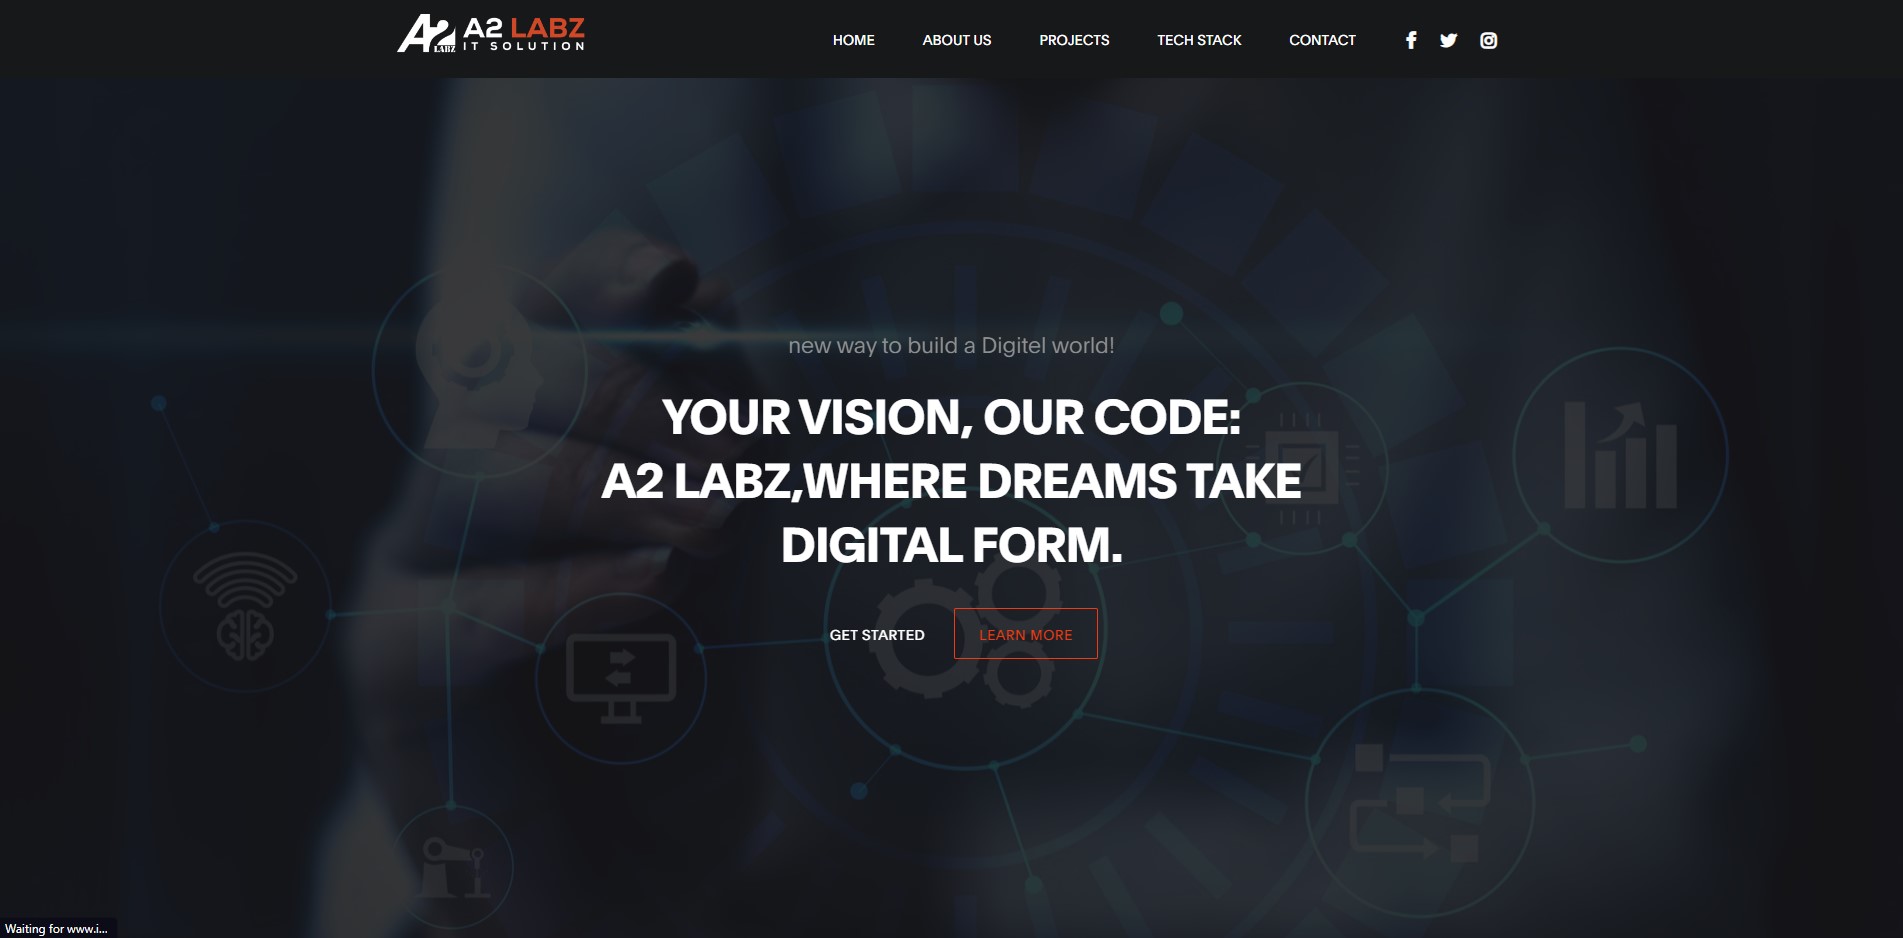 A2 LABZ
LABZ
IT SOLUTION
HOME ABOUT US PROJECTS TECH STACK CONTACT
new way to build a Digitel world!
YOUR VISION, OUR CODE:
A2 LABZ,WHERE DREAMS TAKE
DIGITAL FORM.
GET STARTED LEARN MORE
Waiting for www.i...